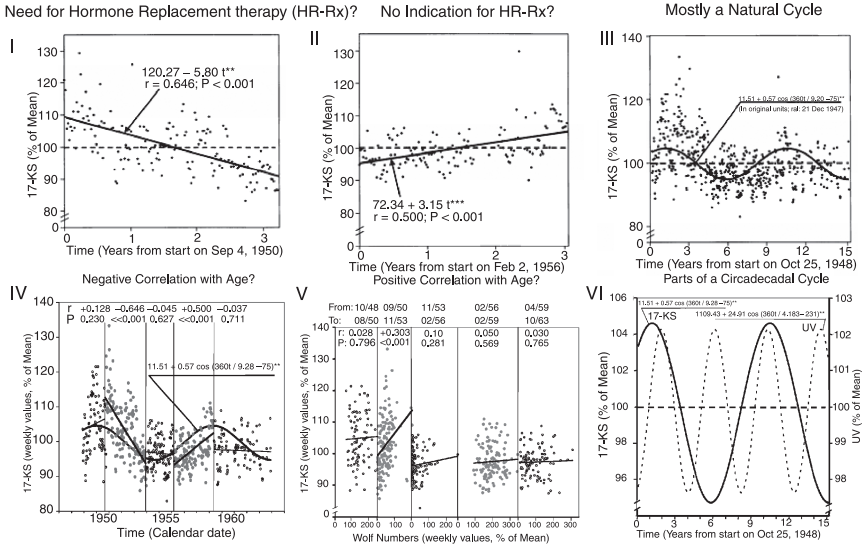 Need for Hormone Replacement therapy (HR-Rx)?
No Indication for HR-Rx?
Mostly a Natural Cycle
I
130
120
110
100
90
80
0
17-KS (% of Mean)
120.27 – 5.80 t**
r = 0.646; P < 0.001
0
1
2
3
Time (Years from start on Sep 4, 1950)
Negative Correlation with Age?
II
130
120
110
100
90
80
0
17-KS (% of Mean)
72.34 + 3.15 t***
r = 0.500; P < 0.001
0
1
2
3
Time (Years from start on Feb 2, 1956)
Positive Correlation with Age?
III
140
120
100
80
0
17-KS (% of Mean)
11.51 + 0.57 cos (360t / 9.20 –75)**
(In original units; ral: 21 Dec 1947)
0
3
6
9
12
15
Time (Years from start on Oct 25, 1948)
Parts of a Circadecadal Cycle
IV
140
130
120
110
100
90
80
17-KS (weekly values, % of Mean)
r +0.128 –0.646 –0.045 +0.500 –0.037
P 0.230 <<0.001 0.627 <<0.001 0.711
11.51 + 0.57 cos (360t / 9.28 –75)**
1950
1955
1960
Time (Calendar date)
V
From: 10/48 09/50 11/53 02/56 04/59
To: 08/50 11/53 02/56 02/59 10/63
r: 0.028 +0.303 0.10 0.050 0.030
P: 0.796 <0.001 0.281 0.569 0.765
140
130
120
110
100
90
80
17-KS (weekly values, % of Mean)
0 100 200 0 100 200 0 100 200 0 100 200 300 0 100 200 300
Wolf Numbers (weekly values, % of Mean)
VI
106
104
102
100
98
96
0
17-KS (% of Mean)
11.51 + 0.57 cos (360t / 9.28 –75)**
17-KS
1109.43 + 24.91 cos (360t / 4.183– 231)**
UV
103
102
101
100
99
98
0
UV (% of Mean)
0
3
6
9
12
15
Time (Years from start on Oct 25, 1948)